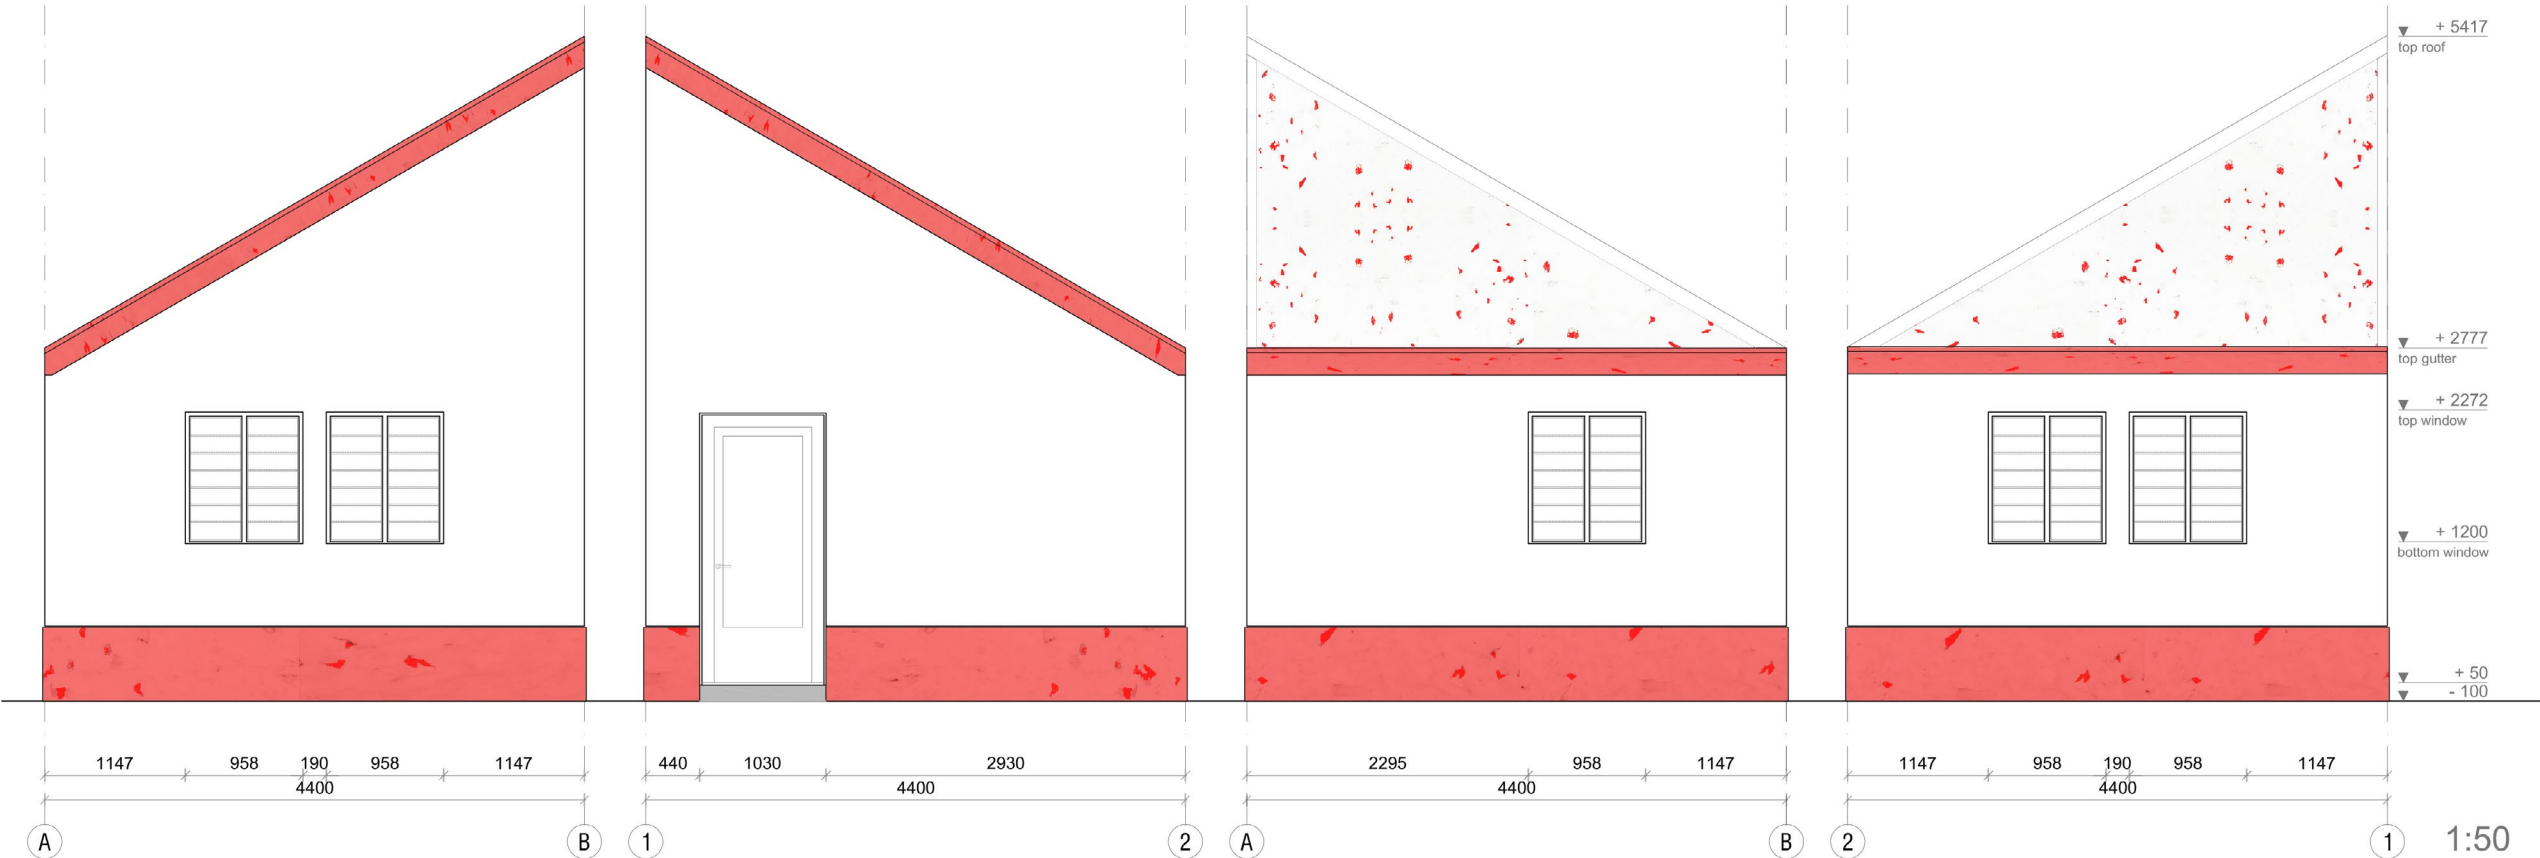 + 5417
top roof
+ 2777
top gutter
+ 2272
top window
+ 1200
bottom window
+ 50
- 100
1147 958 190 958 1147
4400
440 1030 2930
4400
2295 958 1147
4400
1147 958 190 958 1147
4400
A B 1 2 A B 2 1
1:50